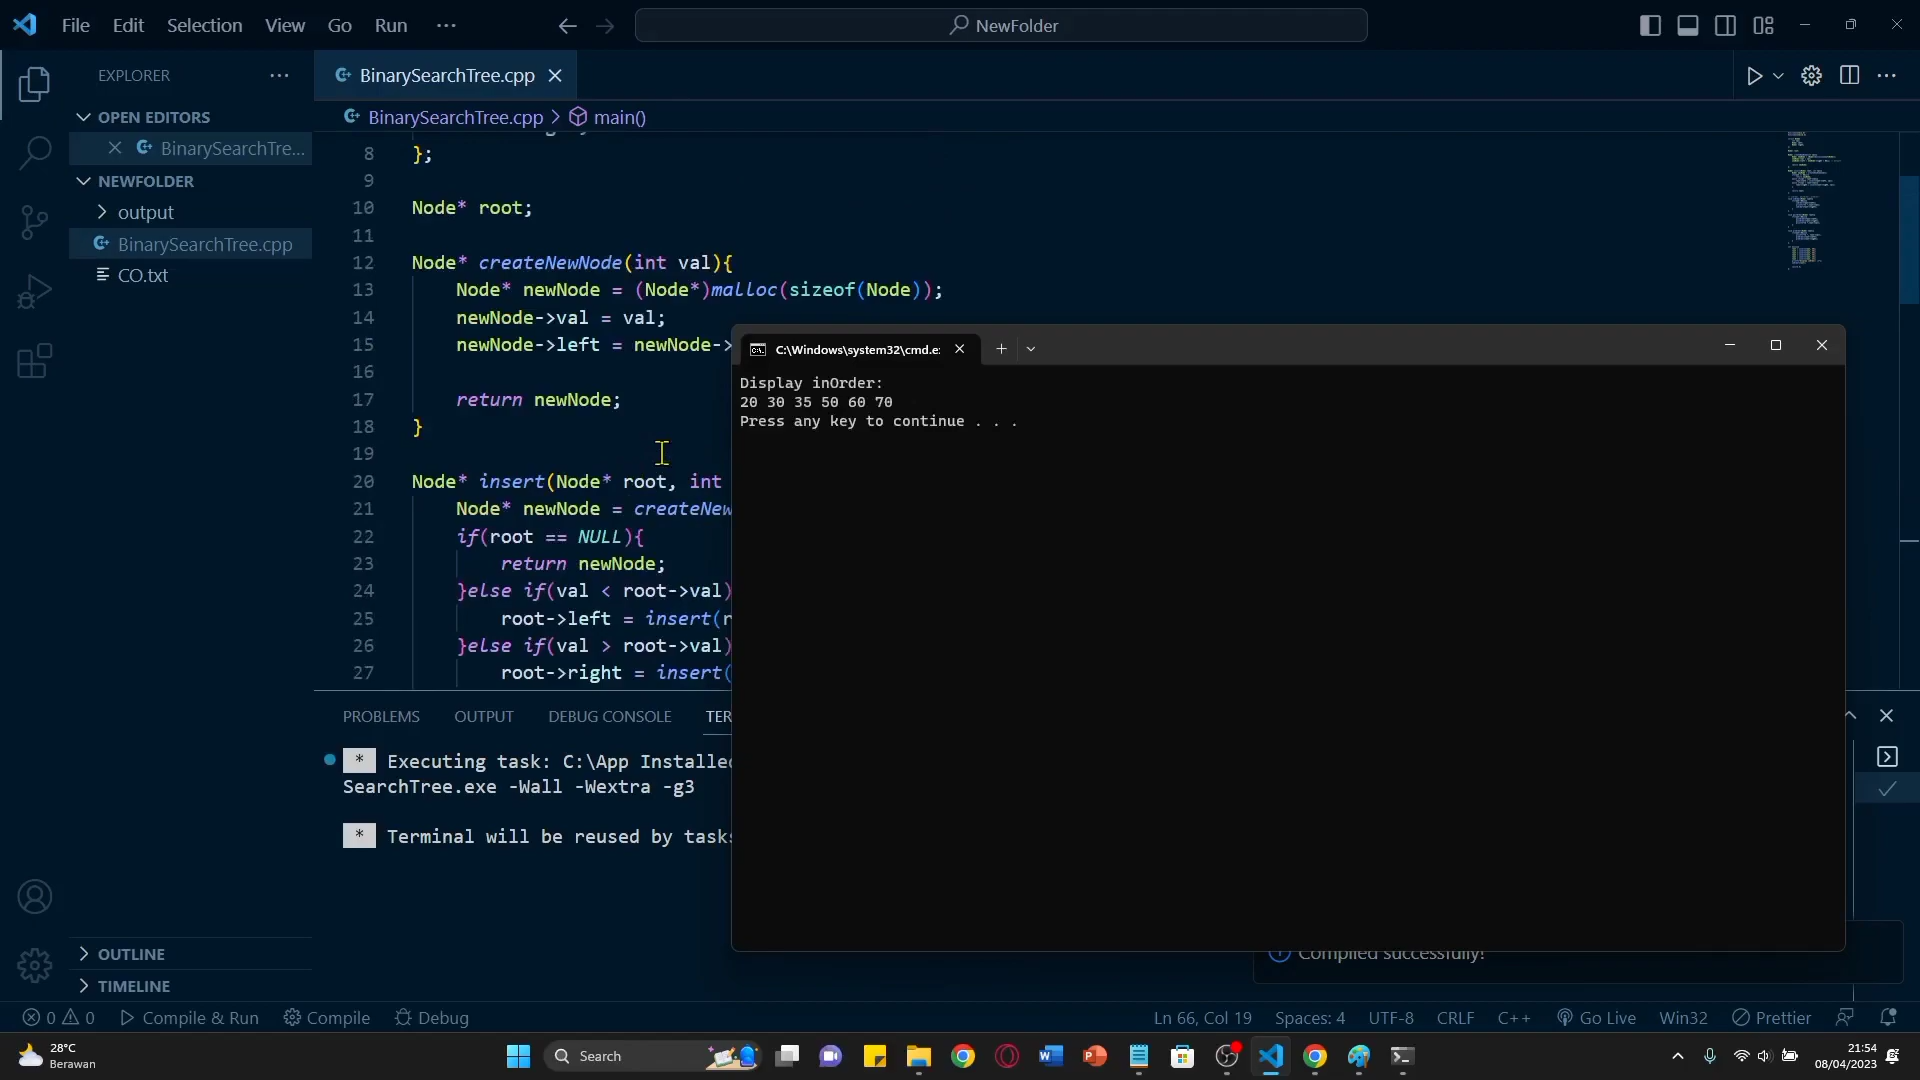 File Edit Selection View Go Run ...
NewFolder
EXPLORER
BinarySearchTree.cpp
OPEN EDITORS
BinarySearchTree.cpp > main()
BinarySearchTre...
NEWFOLDER
output
BinarySearchTree.cpp
CO.txt
8 };
9
10 Node* root;
11
12 Node* createNewNode(int val){
13 Node* newNode = (Node*)malloc(sizeof(Node));
14 newNode->val = val;
15 newNode->left = newNode->
16
17 return newNode;
18 }
19
20 Node* insert(Node* root, int
21 Node* newNode = createNew
22 if(root == NULL){
23 return newNode;
24 }else if(val < root->val)
25 root->left = insert(r
26 }else if(val > root->val)
27 root->right = insert(
C:\Windows\system32\cmd.e:
Display inOrder:
20 30 35 50 60 70
Press any key to continue . . .
PROBLEMS OUTPUT DEBUG CONSOLE TER
* Executing task: C:\App Installed
SearchTree.exe -Wall -Wextra -g3
* Terminal will be reused by tasks
Compiled successfully!
OUTLINE
TIMELINE
0 0 Compile & Run Compile Debug
Ln 66, Col 19 Spaces: 4 UTF-8 CRLF C++ Go Live Win32 Prettier
28°C
Berawan
Search
21:54
08/04/2023